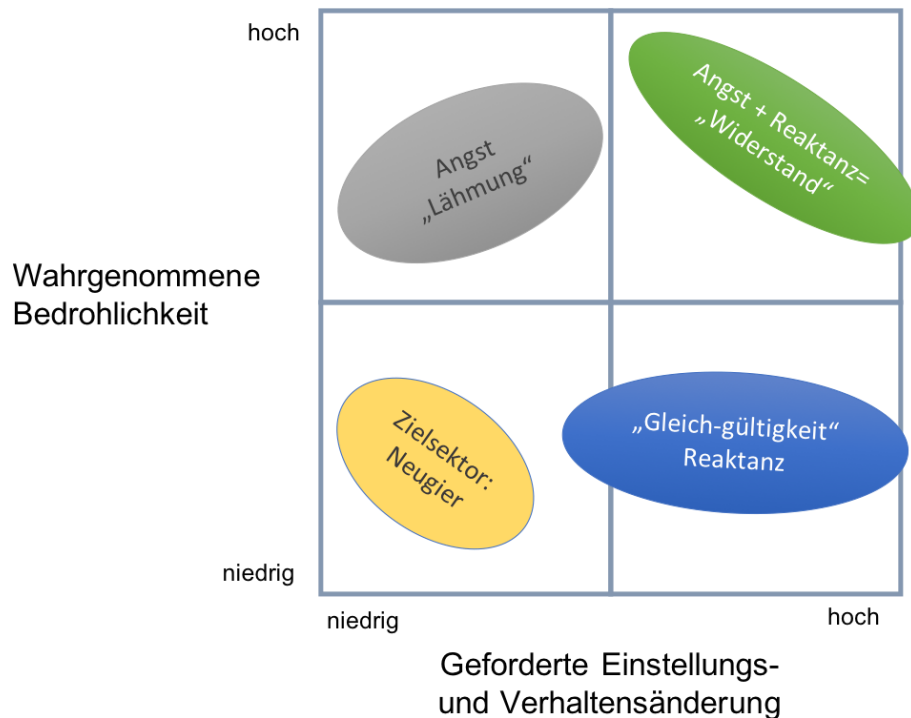 hoch
Angst
„Lähmung“
Angst + Reaktanz=
„Widerstand“
Wahrgenommene
Bedrohlichkeit
Zielsektor:
Neugier
„Gleich-gültigkeit“
Reaktanz
niedrig
niedrig
hoch
Geforderte Einstellungs-
und Verhaltensänderung